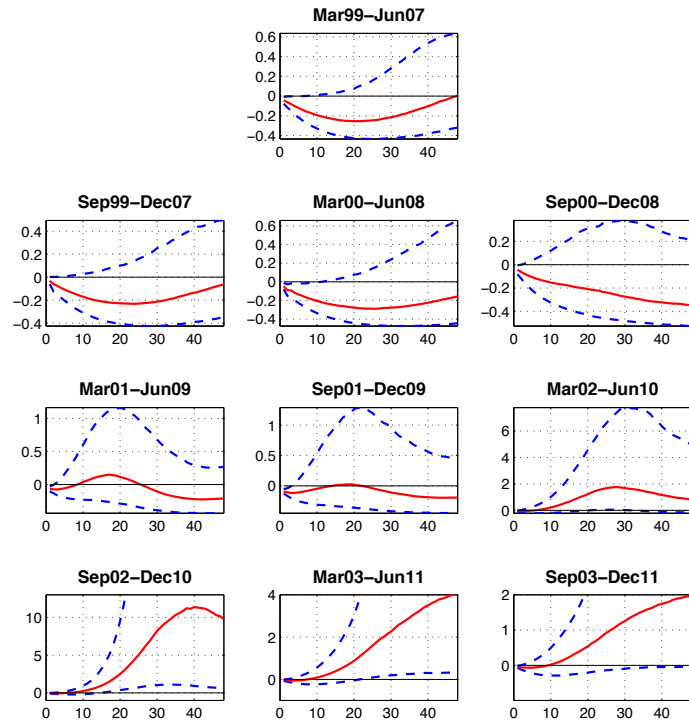 Mar99−Jun07
0.6
0.4
0.2
0
−0.2
−0.4
0 10 20 30 40
Sep99−Dec07 Mar00−Jun08 Sep00−Dec08
0.4 0.6
0.4 0.2
0.2 0.2
0 0 0
−0.2 −0.2 −0.2
−0.4 −0.4 −0.4
0 10 20 30 40 0 10 20 30 40 0 10 20 30 40
Mar01−Jun09 Sep01−Dec09 Mar02−Jun10
1 1 6
0.5 0.5 4
2
0 0 0
0 10 20 30 40 0 10 20 30 40 0 10 20 30 40
Sep02−Dec10 Mar03−Jun11 Sep03−Dec11
10 4 2
5 2 1
0 0 0
0 10 20 30 40 0 10 20 30 40 0 10 20 30 40